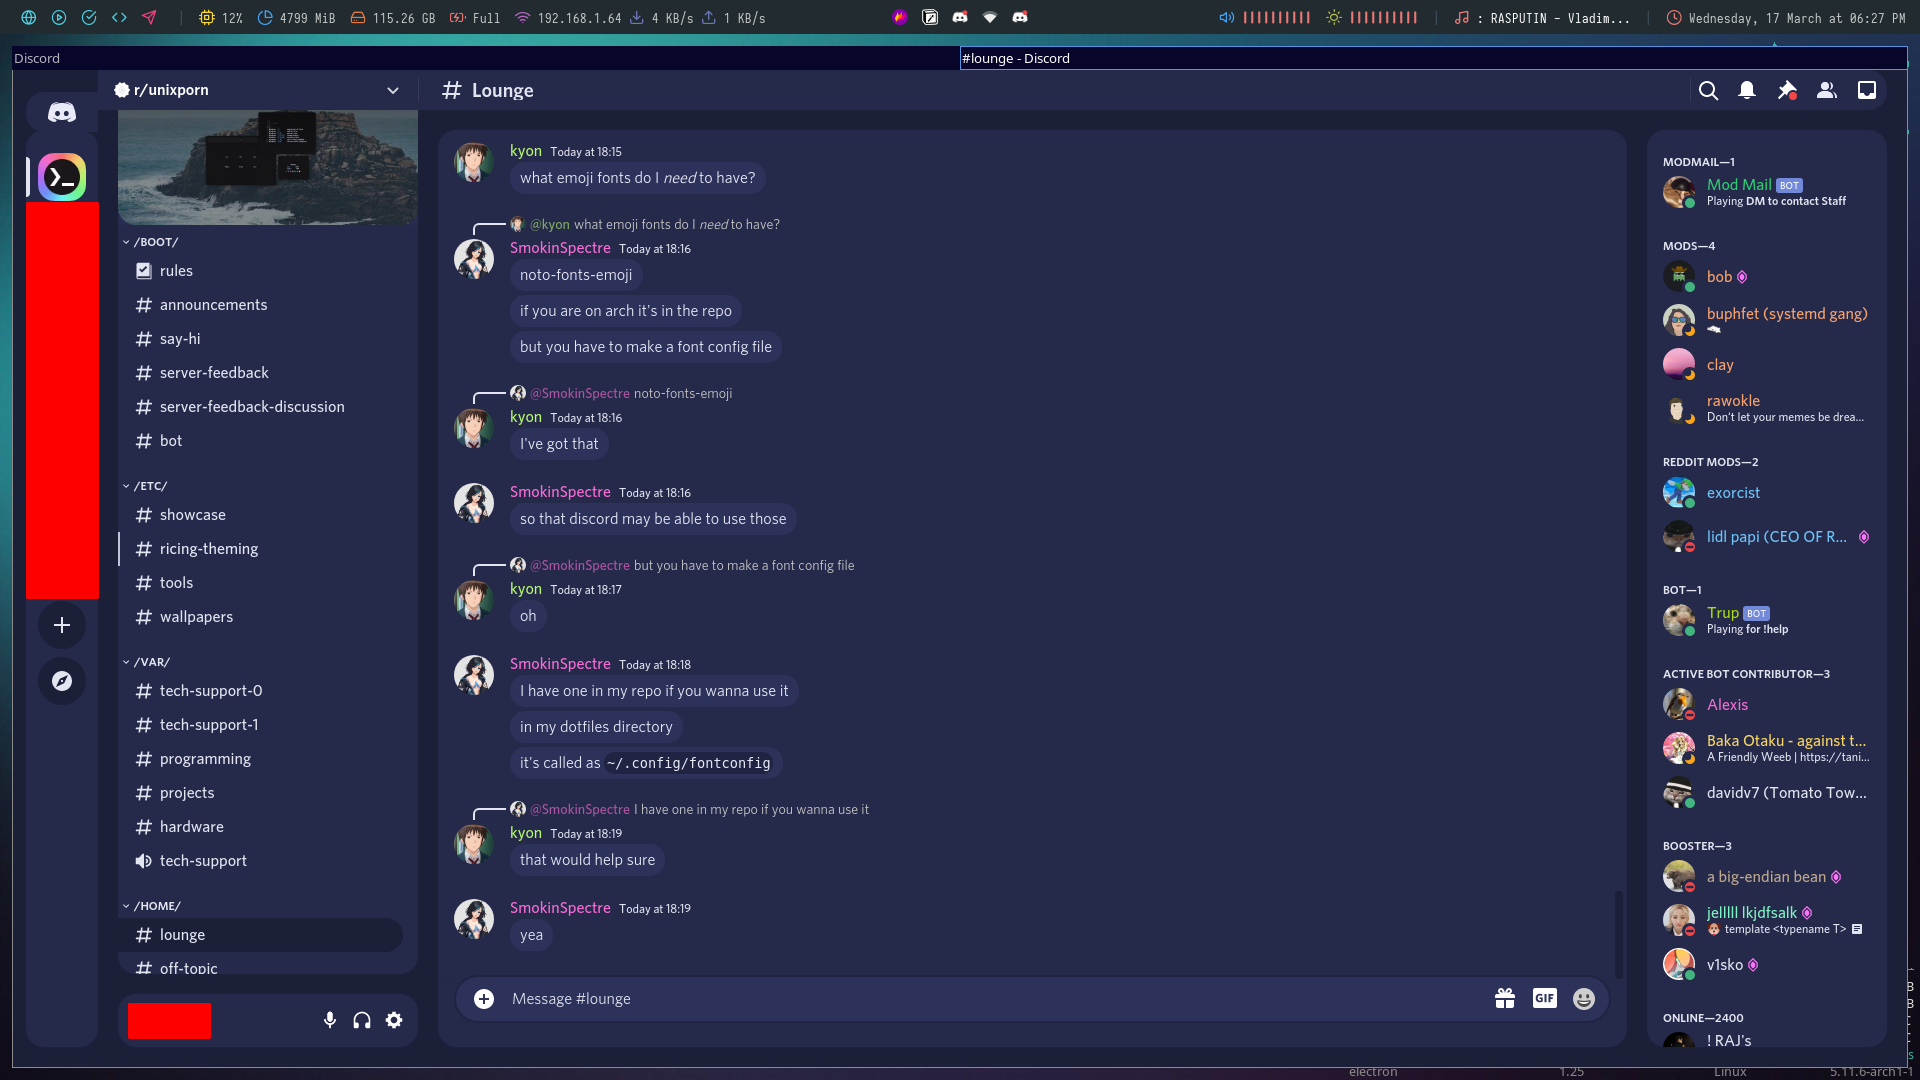 12%
4799 MiB
115.26 GB
Full
192.168.1.64
4 KB/s
1 KB/s
: RASPUTIN - Vladim...
Wednesday, 17 March at 06:27 PM
Discord
#lounge - Discord
r/unixporn
/BOOT/
rules
announcements
say-hi
server-feedback
server-feedback-discussion
bot
/ETC/
showcase
ricing-theming
tools
wallpapers
/VAR/
tech-support-0
tech-support-1
programming
projects
hardware
tech-support
/HOME/
lounge
off-topic
# Lounge
kyon Today at 18:15
what emoji fonts do I need to have?
@kyon what emoji fonts do I need to have?
SmokinSpectre Today at 18:16
noto-fonts-emoji
if you are on arch it's in the repo
but you have to make a font config file
@SmokinSpectre noto-fonts-emoji
kyon Today at 18:16
I've got that
SmokinSpectre Today at 18:16
so that discord may be able to use those
@SmokinSpectre but you have to make a font config file
kyon Today at 18:17
oh
SmokinSpectre Today at 18:18
I have one in my repo if you wanna use it
in my dotfiles directory
it's called as ~/.config/fontconfig
@SmokinSpectre I have one in my repo if you wanna use it
kyon Today at 18:19
that would help sure
SmokinSpectre Today at 18:19
yea
Message #lounge
GIF
MODMAIL—1
Mod Mail BOT
Playing DM to contact Staff
MODS—4
bob
buphfet (systemd gang)
clay
rawokle
Don't let your memes be drea...
REDDIT MODS—2
exorcist
lidl papi (CEO OF R...
BOT—1
Trup BOT
Playing for !help
ACTIVE BOT CONTRIBUTOR—3
Alexis
Baka Otaku - against t...
A Friendly Weeb | https://tani...
davidv7 (Tomato Tow...
BOOSTER—3
a big-endian bean
jelllll lkjdfsalk
template <typename T>
v1sko
ONLINE—2400
! RAJ's
electron
1.25
Linux
5.11.6-arch1-1